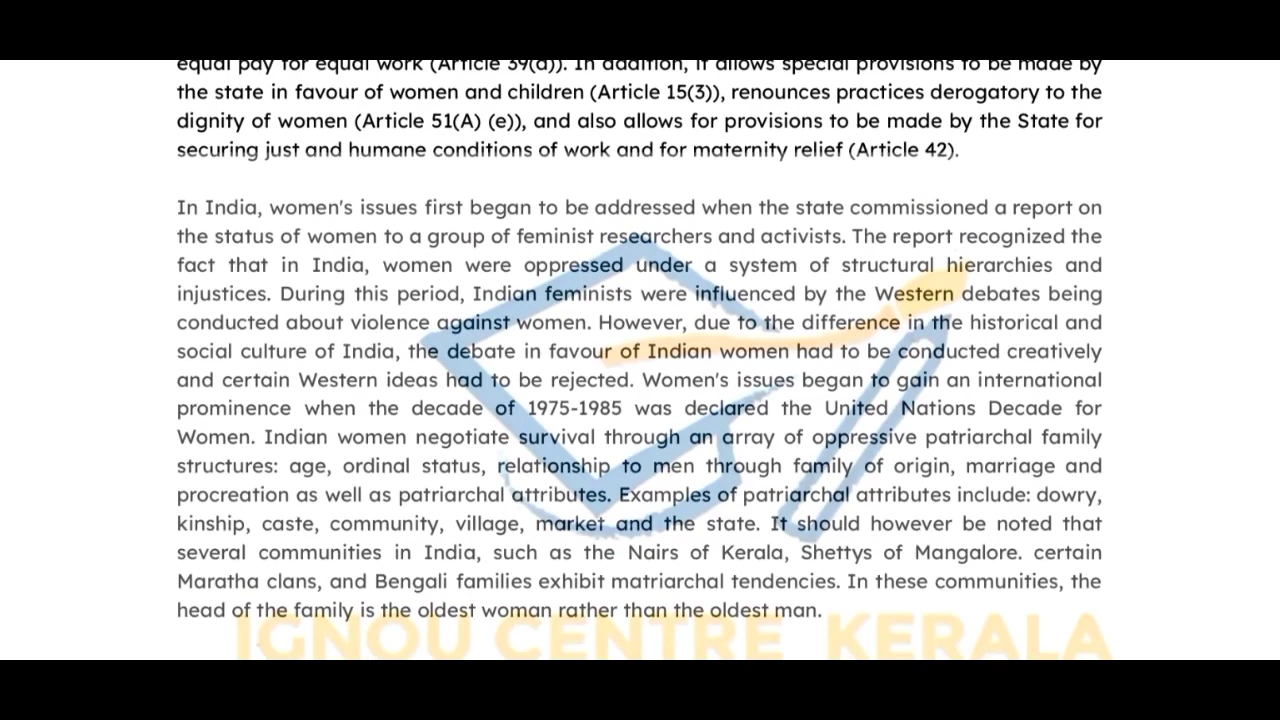 equal pay for equal work (Article 39(d)). In addition, it allows special provisions to be made by
the state in favour of women and children (Article 15(3)), renounces practices derogatory to the
dignity of women (Article 51(A) (e)), and also allows for provisions to be made by the State for
securing just and humane conditions of work and for maternity relief (Article 42).
In India, women's issues first began to be addressed when the state commissioned a report on
the status of women to a group of feminist researchers and activists. The report recognized the
fact that in India, women were oppressed under a system of structural hierarchies and
injustices. During this period, Indian feminists were influenced by the Western debates being
conducted about violence against women. However, due to the difference in the historical and
social culture of India, the debate in favour of Indian women had to be conducted creatively
and certain Western ideas had to be rejected. Women's issues began to gain an international
prominence when the decade of 1975-1985 was declared the United Nations Decade for
Women. Indian women negotiate survival through an array of oppressive patriarchal family
structures: age, ordinal status, relationship to men through family of origin, marriage and
procreation as well as patriarchal attributes. Examples of patriarchal attributes include: dowry,
kinship, caste, community, village, market and the state. It should however be noted that
several communities in India, such as the Nairs of Kerala, Shettys of Mangalore. certain
Maratha clans, and Bengali families exhibit matriarchal tendencies. In these communities, the
head of the family is the oldest woman rather than the oldest man.
IGNOU CENTRE KERALA